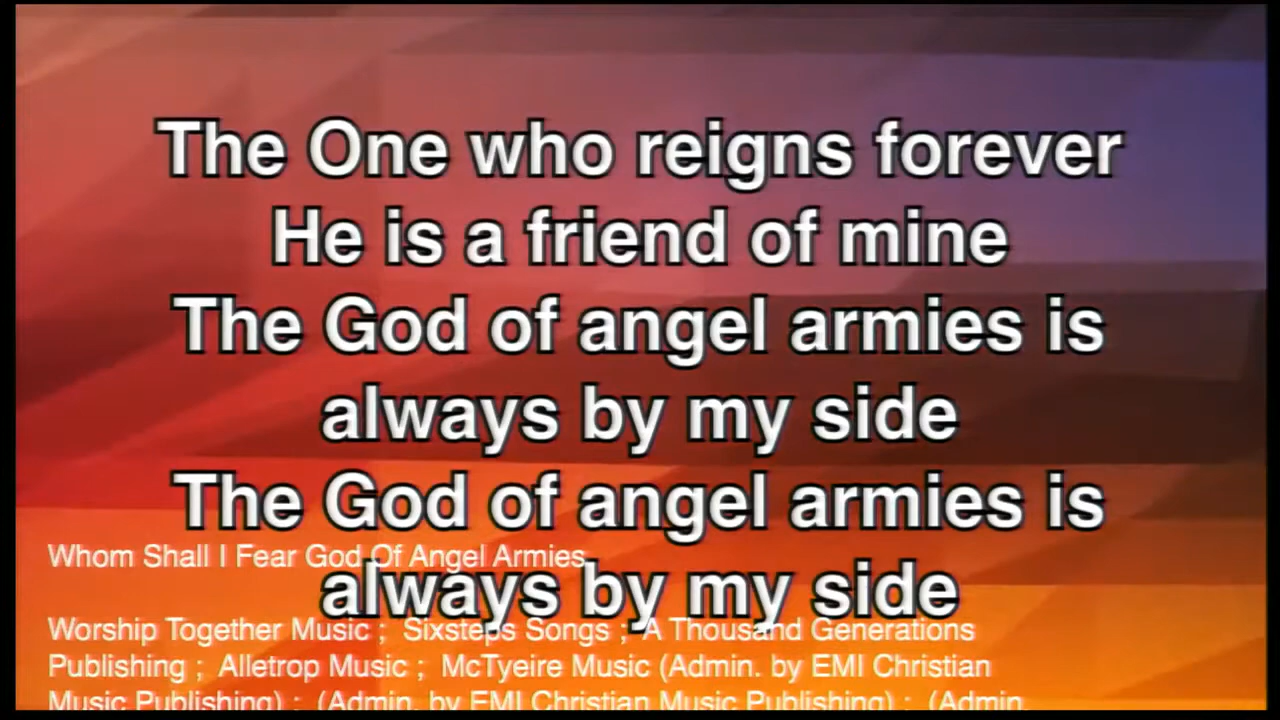 The One who reigns forever
He is a friend of mine
The God of angel armies is
always by my side
The God of angel armies is
Whom Shall I Fear God Of Angel Armies
always by my side
Worship Together Music ; Sixsteps Songs ; A Thousand Generations
Publishing ; Alletrop Music ; McTyeire Music (Admin. by EMI Christian
Music Publishing) ; (Admin. by EMI Christian Music Publishing) ; (Admin.